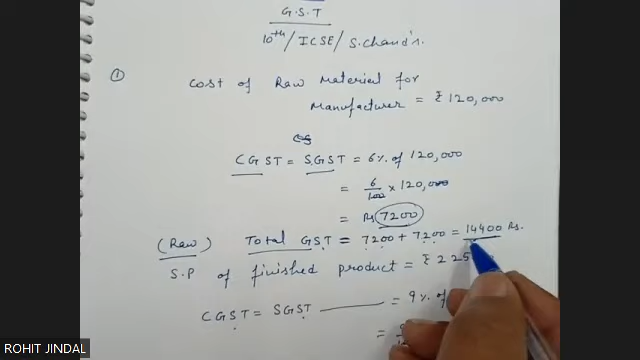 G.S.T
10th/ICSE/S.Chand's.
① Cost of Raw Material for
Manufacturer = ₹ 120,000
CGST = SGST = 6% of 120,000
= 6/100 × 120,000
= Rs 7200
(Raw) Total GST = 7200 + 7200 = 14400 Rs.
S.P of finished product = ₹ 225
CGST = SGST = 9% of
=
ROHIT JINDAL